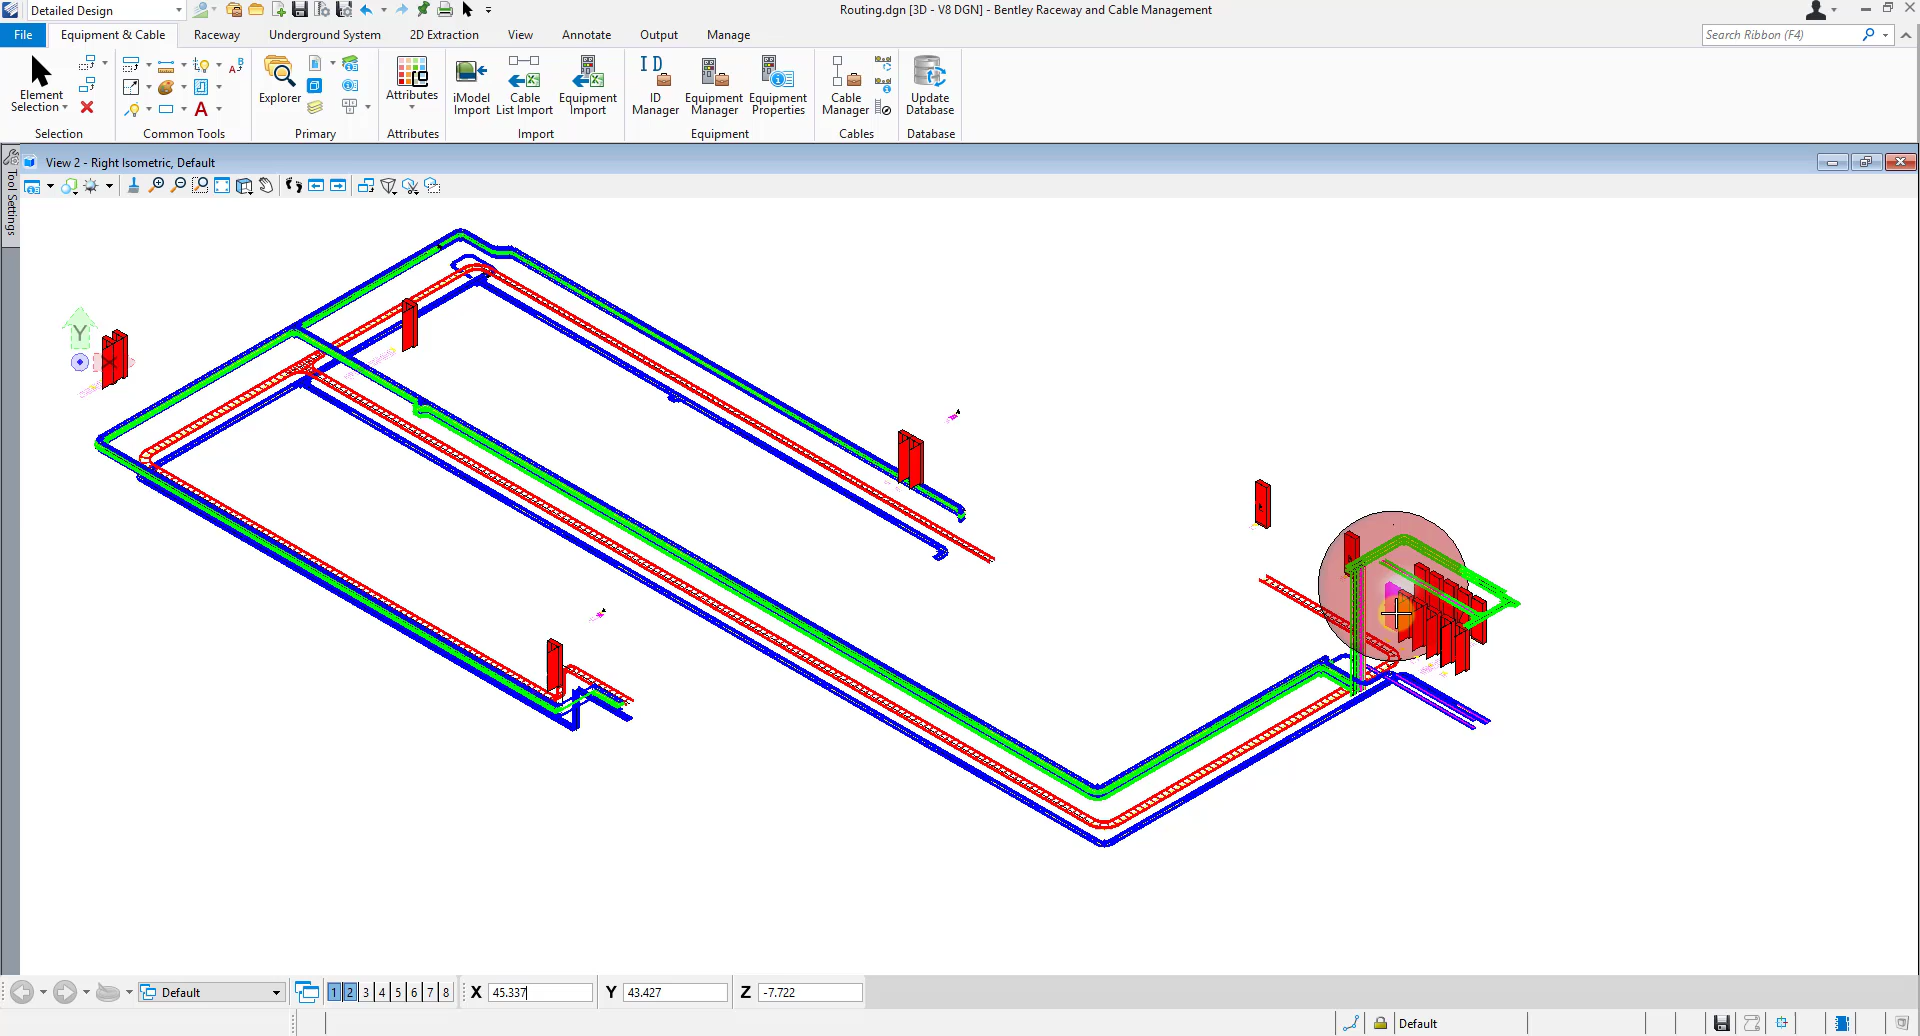 Detailed Design
Routing.dgn [3D - V8 DGN] - Bentley Raceway and Cable Management
File
Equipment & Cable
Raceway
Underground System
2D Extraction
View
Annotate
Output
Manage
Search Ribbon (F4)
Element
Selection
Explorer
Attributes
iModel
Import
Cable
List Import
Equipment
Import
ID
ID
Manager
Equipment
Manager
Equipment
Properties
Cable
Manager
Update
Database
Selection
Common Tools
Primary
Attributes
Import
Equipment
Cables
Database
Tool Settings
View 2 - Right Isometric, Default
Y
X
Default
1 2 3 4 5 6 7 8
X 45.337
Y 43.427
Z -7.722
Default